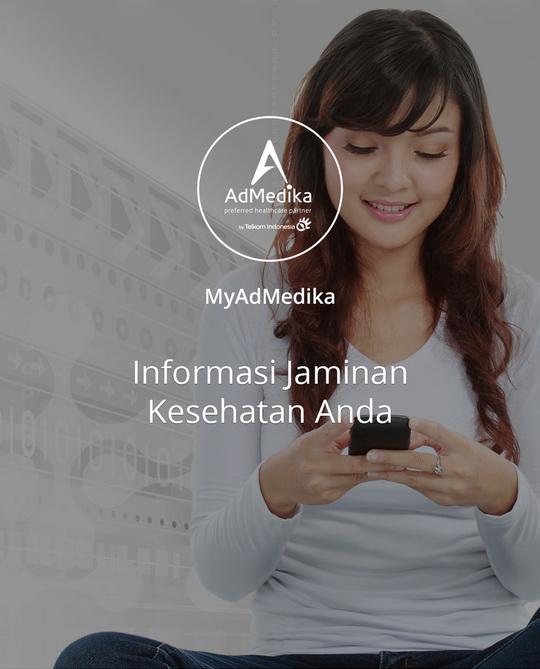 AdMedika
preferred healthcare partner
by Telkom Indonesia
MyAdMedika
Informasi Jaminan
Kesehatan Anda